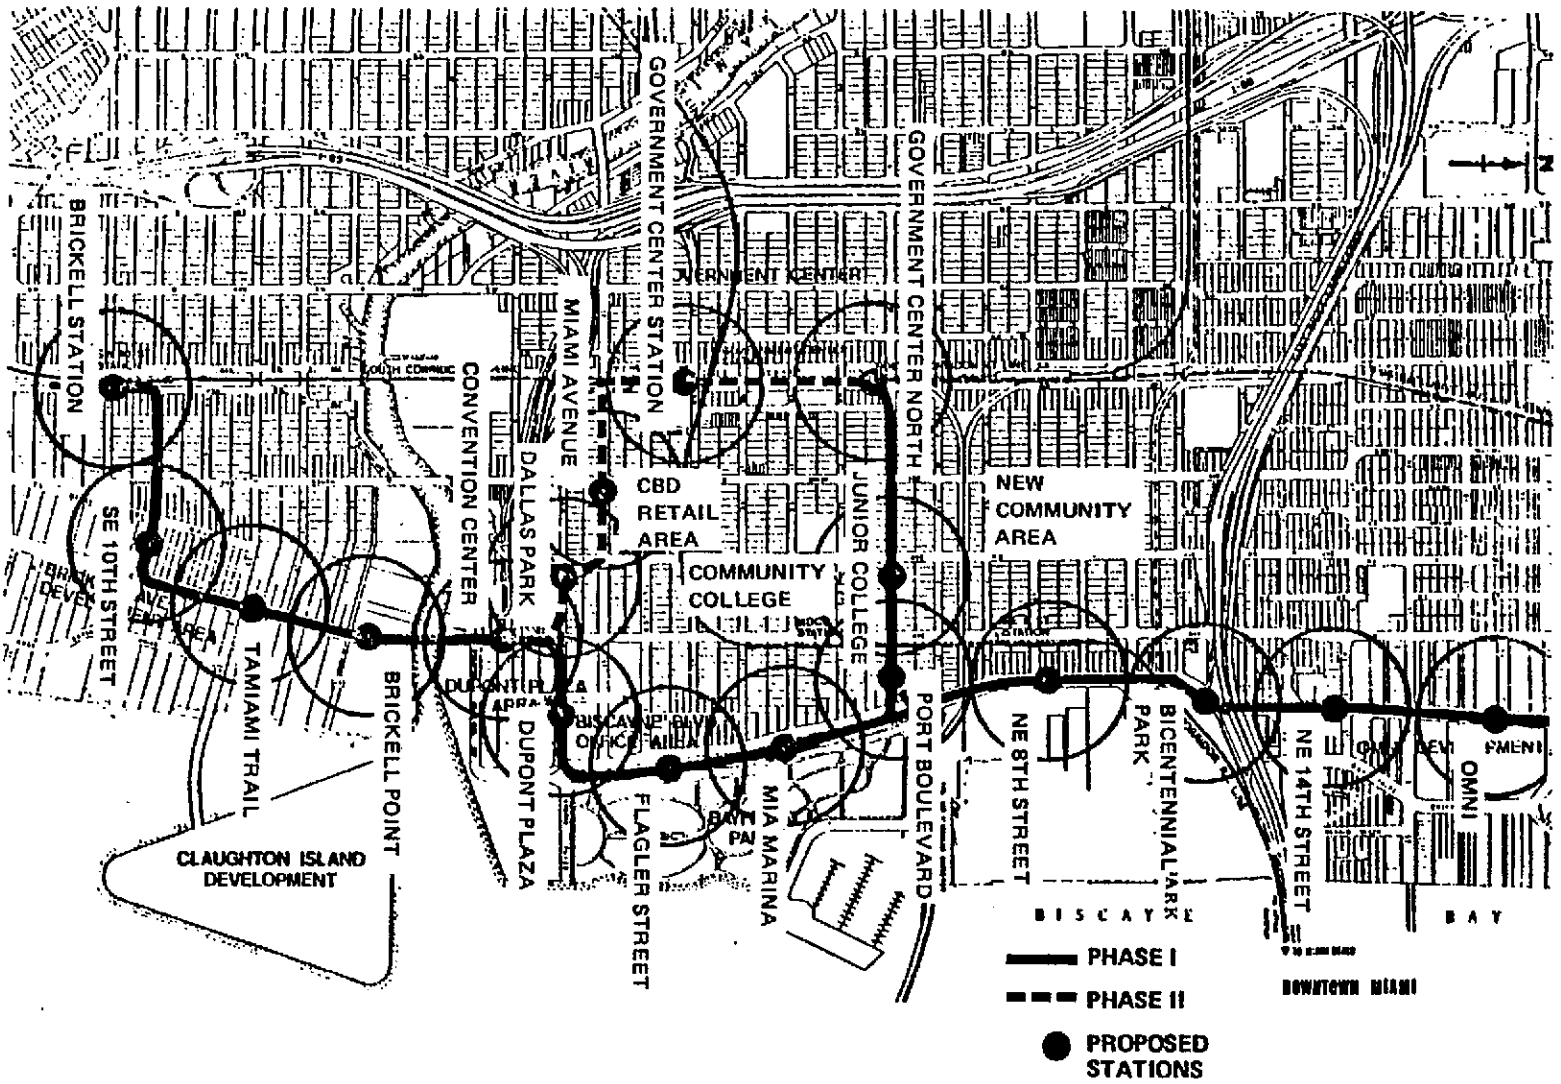 GOVERNMENT CENTER STATION
GOVERNMENT CENTER NORTH
N
BRICKELL STATION
MIAMI AVENUE
CONVENTION CENTER
DALLAS PARK
CBD
RETAIL
AREA
JUNIOR COLLEGE
NEW
COMMUNITY
AREA
COMMUNITY
COLLEGE
SE 10TH STREET
TAMIAMI TRAIL
BRICKELL POINT
DUPONT PLAZA
BISCAYNE BLVD
OFFICE AREA
DUPONT PLAZA
FLAGLER STREET
MIA MARINA
PORT BOULEVARD
NE 8TH STREET
BICENTENNIAL PARK
PARK
NE 14TH STREET
OMNI
CLAUGHTON ISLAND
DEVELOPMENT
BISCAYNE BAY
PHASE I
PHASE II
PROPOSED
STATIONS
DOWNTOWN MIAMI